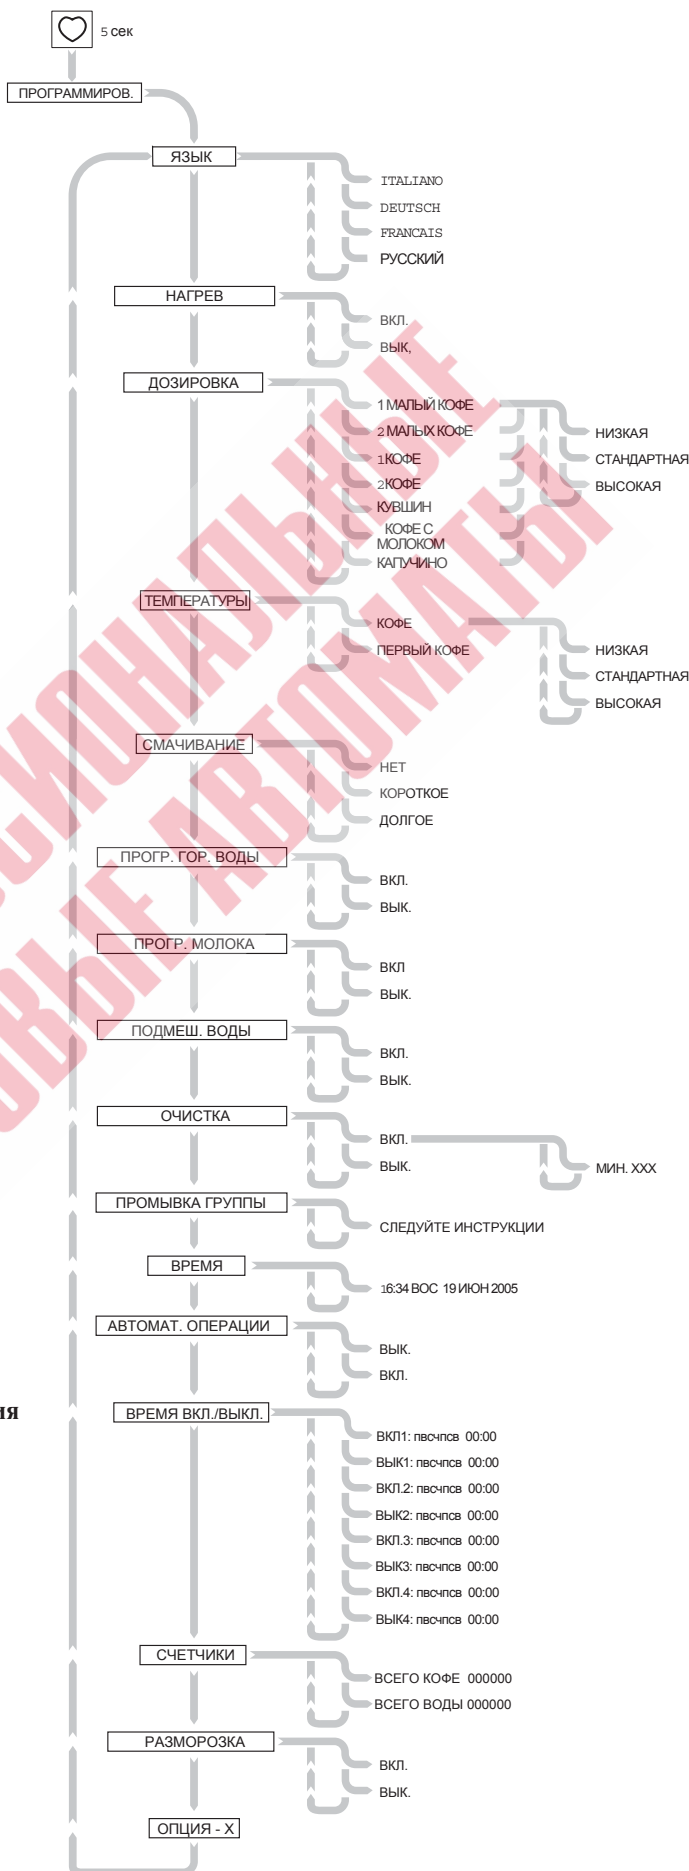 5 сек
ПРОГРАММИРОВ.
ЯЗЫК
ITALIANO
DEUTSCH
FRANCAIS
РУССКИЙ
НАГРЕВ
ВКЛ.
ВЫК,
ДОЗИРОВКА
1 МАЛЫЙ КОФЕ
2 МАЛЫХ КОФЕ
1КОФЕ
2КОФЕ
КУВШИН
КОФЕ С
МОЛОКОМ
КАПУЧИНО
НИЗКАЯ
СТАНДАРТНАЯ
ВЫСОКАЯ
ТЕМПЕРАТУРЫ
КОФЕ
ПЕРВЫЙ КОФЕ
НИЗКАЯ
СТАНДАРТНАЯ
ВЫСОКАЯ
СМАЧИВАНИЕ
НЕТ
КОРОТКОЕ
ДОЛГОЕ
ПРОГР. ГОР. ВОДЫ
ВКЛ.
ВЫК.
ПРОГР. МОЛОКА
ВКЛ
ВЫК.
ПОДМЕШ. ВОДЫ
ВКЛ.
ВЫК.
ОЧИСТКА
ВКЛ.
ВЫК.
МИН. XXX
ПРОМЫВКА ГРУППЫ
СЛЕДУЙТЕ ИНСТРУКЦИИ
ВРЕМЯ
16:34 ВОС 19 ИЮН 2005
АВТОМАТ. ОПЕРАЦИИ
ВЫК.
ВКЛ.
ВРЕМЯ ВКЛ./ВЫКЛ.
ВКЛ1: пвсчпсв 00:00
ВЫК1: пвсчпсв 00:00
ВКЛ.2: пвсчпсв 00:00
ВЫК2: пвсчпсв 00:00
ВКЛ.3: пвсчпсв 00:00
ВЫК3: пвсчпсв 00:00
ВКЛ.4: пвсчпсв 00:00
ВЫК4: пвсчпсв 00:00
СЧЕТЧИКИ
ВСЕГО КОФЕ 000000
ВСЕГО ВОДЫ 000000
РАЗМОРОЗКА
ВКЛ.
ВЫК.
ОПЦИЯ - X
АВТОМАТЫ